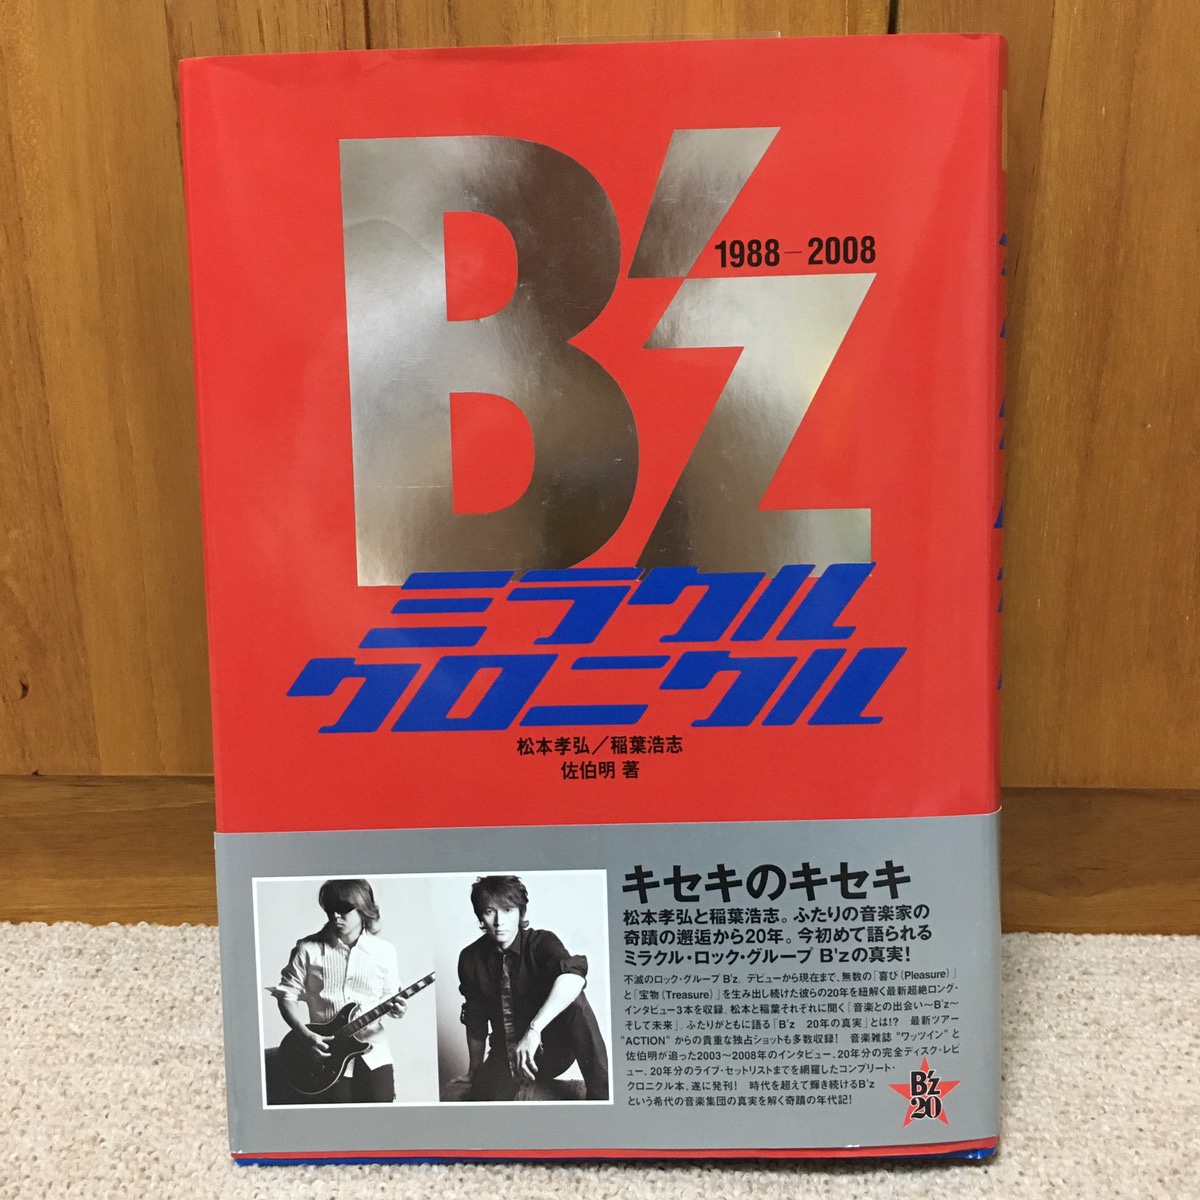 B'z
1988-2008
ミラクル
クロニクル
松本孝弘／稲葉浩志
佐伯明 著
キセキのキセキ
松本孝弘と稲葉浩志。ふたりの音楽家の
奇蹟の邂逅から20年。今初めて語られる
ミラクル・ロック・グループ B'zの真実!
不滅のロック・グループ B'z。デビューから現在まで、無数の「喜び(Pleasure)」
と「宝物(Treasure)」を生み出し続けた彼らの20年を紐解く最新超絶ロング・
インタビュー3本を収録。松本と稲葉それぞれに聞く「音楽との出会い〜B'z〜
そして未来」、ふたりがともに語る「B'z 20年の真実」とは!? 最新ツアー
"ACTION" からの貴重な独占ショットも多数収録! 音楽雑誌 "ワッツイン" と
佐伯明が追った2003〜2008年のインタビュー、20年分の完全ディスク・レビ
ュー、20年分のライブ・セットリストまでを網羅したコンプリート・
クロニクル本、遂に発刊! 時代を超えて輝き続けるB'z
という希代の音楽集団の真実を解く奇蹟の年代記!
B'z
20